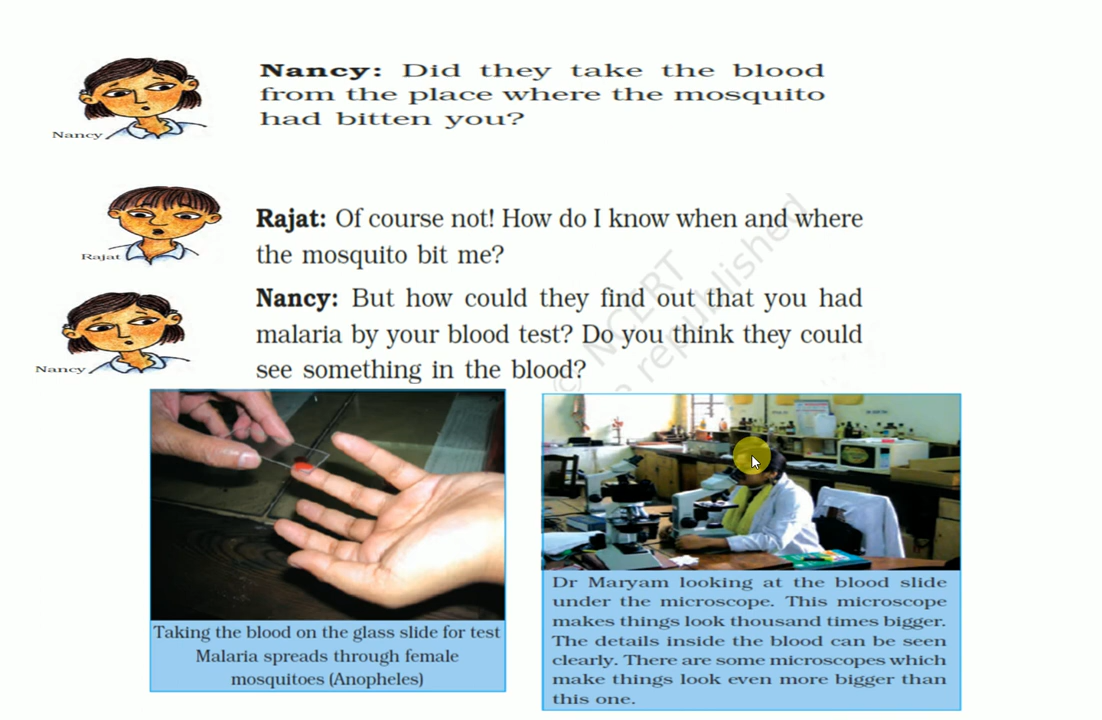 Nancy: Did they take the blood
from the place where the mosquito
had bitten you?
Nancy
Rajat: Of course not! How do I know when and where
the mosquito bit me?
Rajat
Nancy: But how could they find out that you had
malaria by your blood test? Do you think they could
see something in the blood?
Nancy
© NCERT
republished
Taking the blood on the glass slide for test
Malaria spreads through female
mosquitoes (Anopheles)
Dr Maryam looking at the blood slide
under the microscope. This microscope
makes things look thousand times bigger.
The details inside the blood can be seen
clearly. There are some microscopes which
make things look even more bigger than
this one.